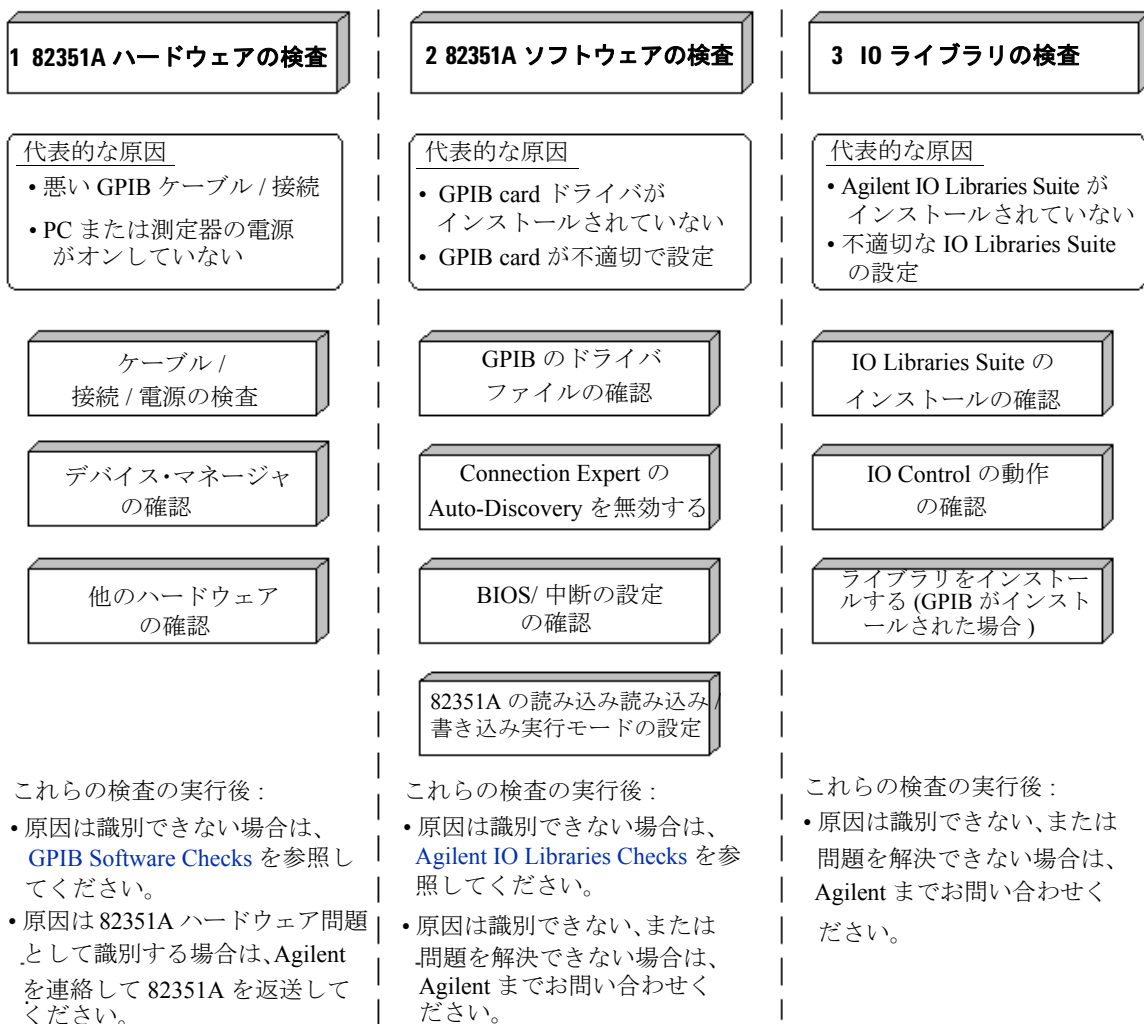 1 82351A ハードウェアの検査
代表的な原因
• 悪い GPIB ケーブル / 接続
• PC または測定器の電源
がオンしていない
ケーブル /
接続 / 電源の検査
デバイス・マネージャ
の確認
他のハードウェア
の確認
これらの検査の実行後 :
• 原因は識別できない場合は、
GPIB Software Checks を参照し
てください。
• 原因は 82351A ハードウェア問題
として識別する場合は、Agilent
を連絡して 82351A を返送して
ください。
2 82351A ソフトウェアの検査
代表的な原因
• GPIB card ドライバが
インストールされていない
• GPIB card が不適切で設定
GPIB のドライバ
ファイルの確認
Connection Expert の
Auto-Discovery を無効する
BIOS/ 中断の設定
の確認
82351A の読み込み読み込み /
書き込み実行モードの設定
これらの検査の実行後 :
• 原因は識別できない場合は、
Agilent IO Libraries Checks を参
照してください。
• 原因は識別できない、または
問題を解決できない場合は、
Agilent までお問い合わせく
ださい。
3 IO ライブラリの検査
代表的な原因
• Agilent IO Libraries Suite が
インストールされていない
• 不適切な IO Libraries Suite
の設定
IO Libraries Suite の
インストールの確認
IO Control の動作
の確認
ライブラリをインストー
ルする (GPIB がインスト
ールされた場合 )
これらの検査の実行後 :
• 原因は識別できない、または
問題を解決できない場合は、
Agilent までお問い合わせく
ださい。